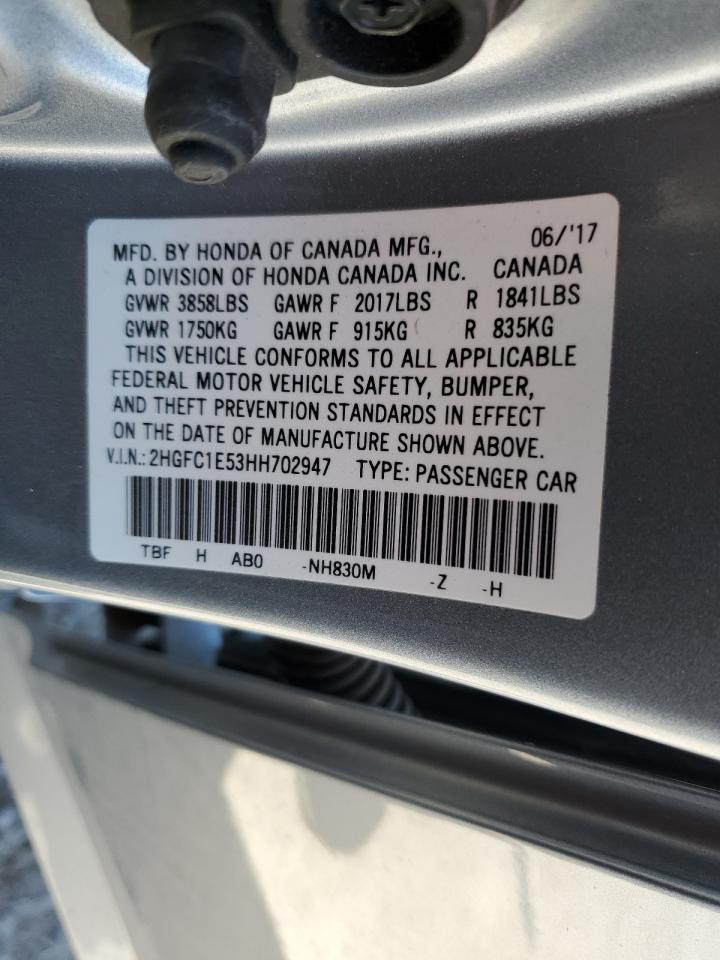 MFD. BY HONDA OF CANADA MFG., 06/'17
A DIVISION OF HONDA CANADA INC. CANADA
GVWR 3858LBS GAWR F 2017LBS R 1841LBS
GVWR 1750KG GAWR F 915KG R 835KG
THIS VEHICLE CONFORMS TO ALL APPLICABLE
FEDERAL MOTOR VEHICLE SAFETY, BUMPER,
AND THEFT PREVENTION STANDARDS IN EFFECT
ON THE DATE OF MANUFACTURE SHOWN ABOVE.
V.I.N.: 2HGFC1E53HH702947 TYPE: PASSENGER CAR
TBF H AB0 -NH830M -Z -H